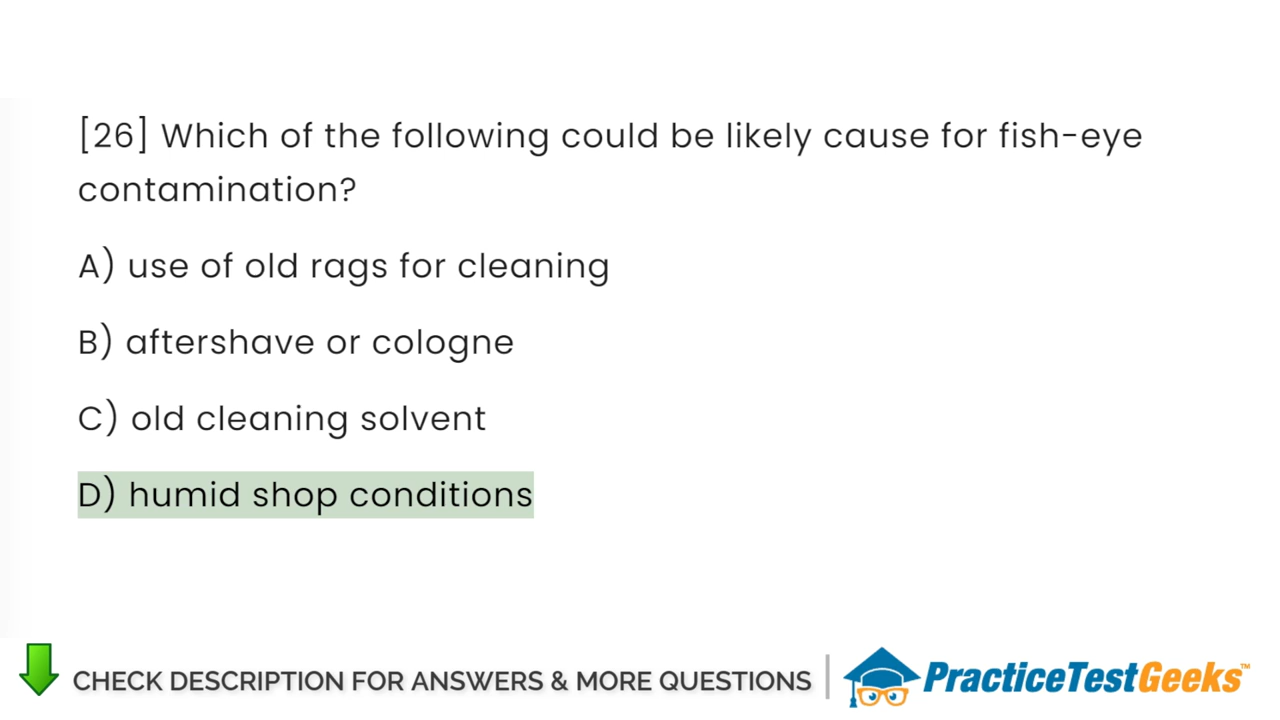 [26] Which of the following could be likely cause for fish-eye
contamination?
A) use of old rags for cleaning
B) aftershave or cologne
C) old cleaning solvent
D) humid shop conditions
CHECK DESCRIPTION FOR ANSWERS & MORE QUESTIONS
PracticeTestGeeks™